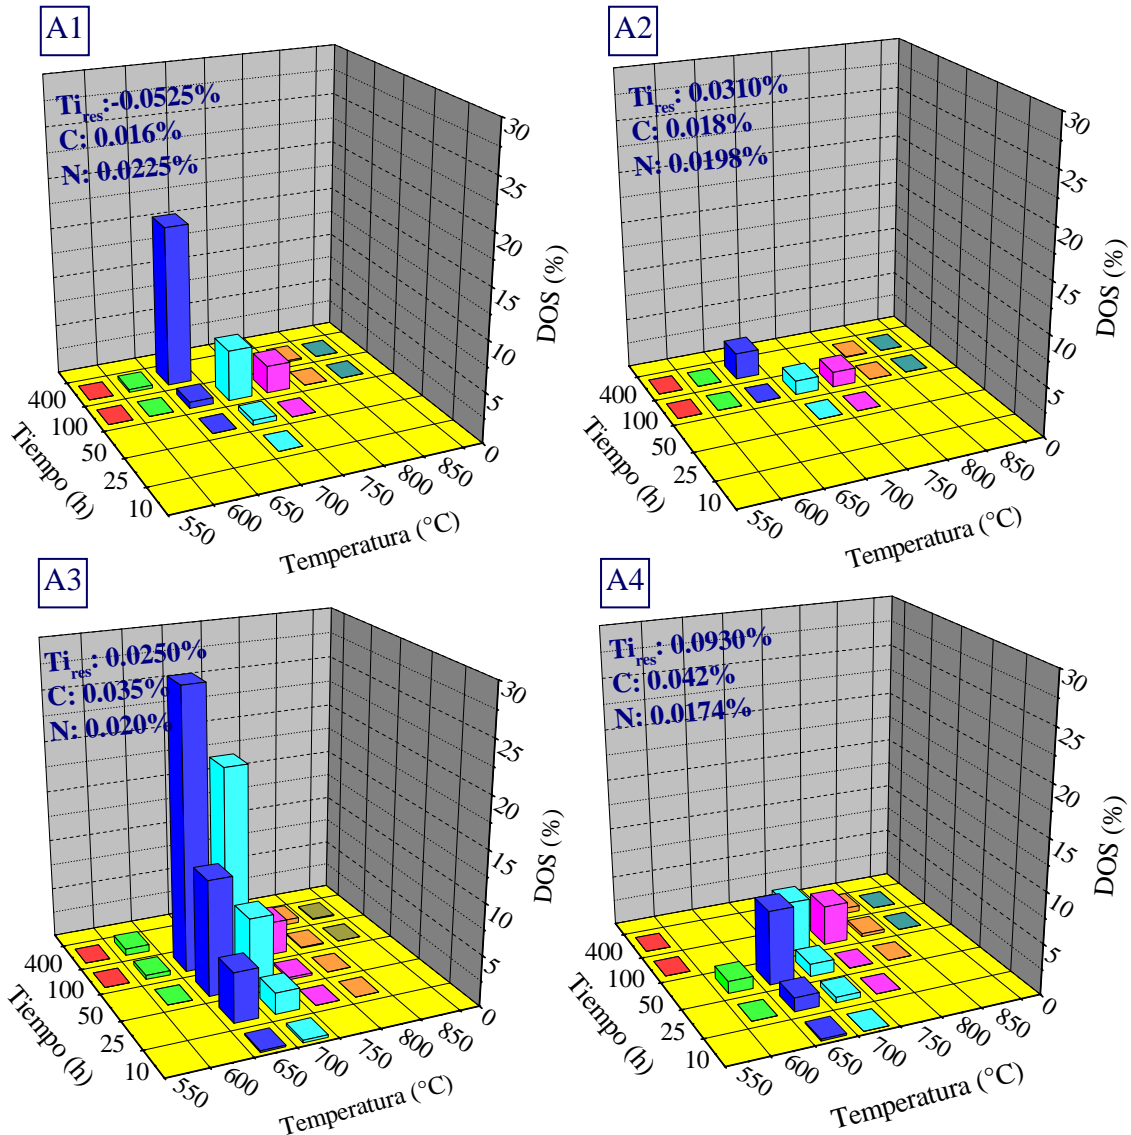 A1
Ti res:-0.0525%
C: 0.016%
N: 0.0225%
30
25
20
15
10
5
0
DOS (%)
400
100
50
25
10
Tiempo (h)
550
600
650
700
750
800
850
Temperatura (°C)
A2
Ti res: 0.0310%
C: 0.018%
N: 0.0198%
30
25
20
15
10
5
0
DOS (%)
400
100
50
25
10
Tiempo (h)
550
600
650
700
750
800
850
Temperatura (°C)
A3
Ti res: 0.0250%
C: 0.035%
N: 0.020%
30
25
20
15
10
5
0
DOS (%)
400
100
50
25
10
Tiempo (h)
550
600
650
700
750
800
850
Temperatura (°C)
A4
Ti res: 0.0930%
C: 0.042%
N: 0.0174%
30
25
20
15
10
5
0
DOS (%)
400
100
50
25
10
Tiempo (h)
550
600
650
700
750
800
850
Temperatura (°C)